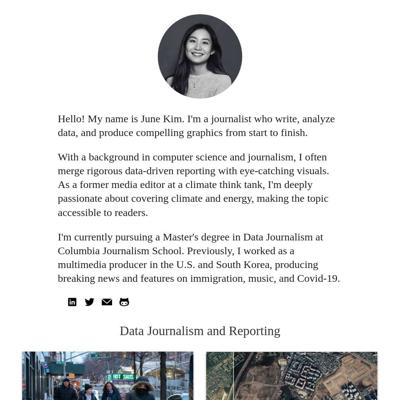 Hello! My name is June Kim. I'm a journalist who write, analyze
data, and produce compelling graphics from start to finish.
With a background in computer science and journalism, I often
merge rigorous data-driven reporting with eye-catching visuals.
As a former media editor at a climate think tank, I'm deeply
passionate about covering climate and energy, making the topic
accessible to readers.
I'm currently pursuing a Master's degree in Data Journalism at
Columbia Journalism School. Previously, I worked as a
multimedia producer in the U.S. and South Korea, producing
breaking news and features on immigration, music, and Covid-19.
Data Journalism and Reporting